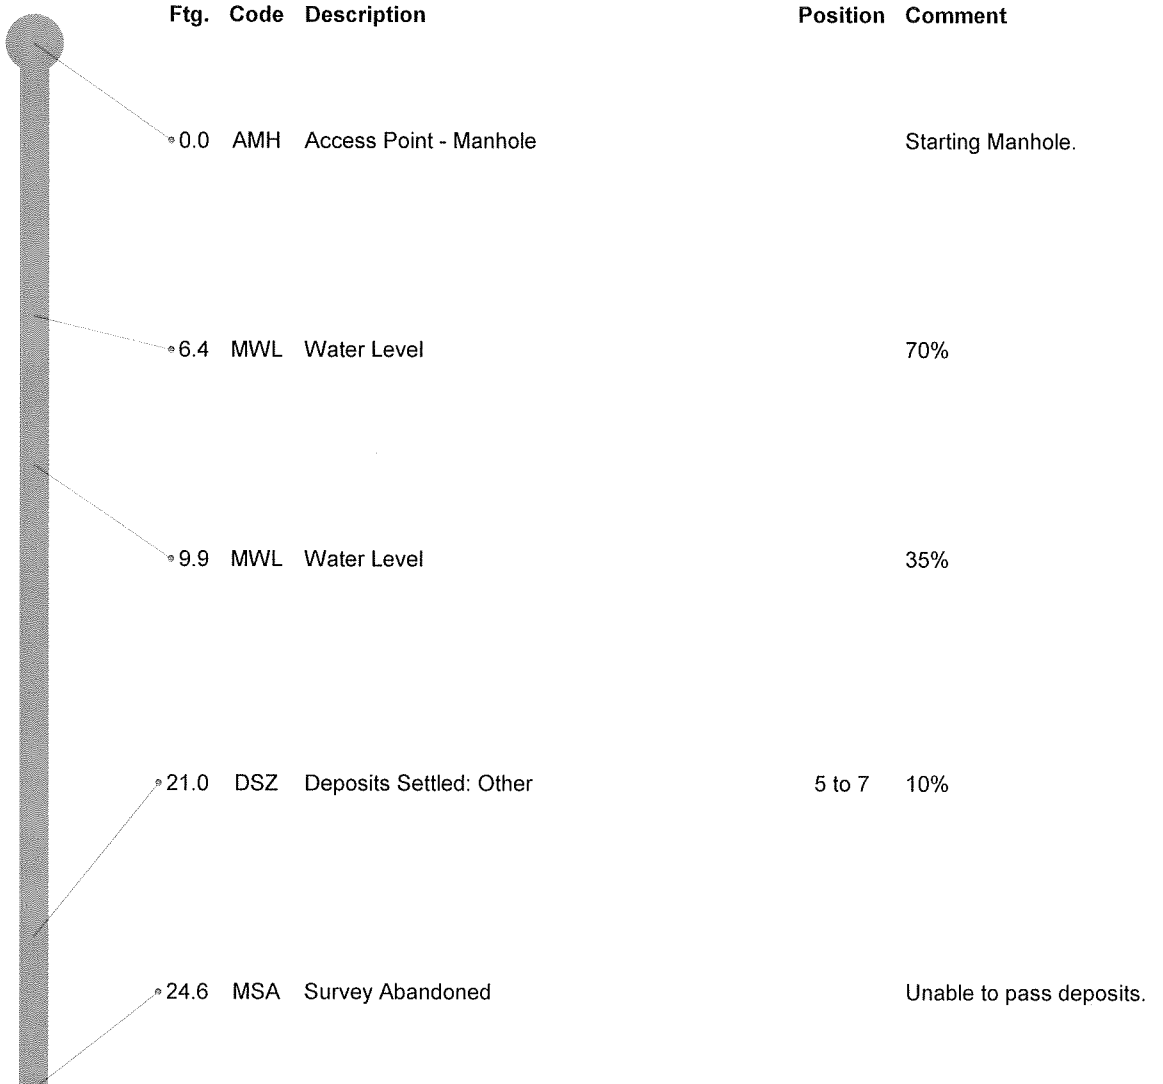 Ftg. Code Description Position Comment
0.0 AMH Access Point - Manhole Starting Manhole.
6.4 MWL Water Level 70%
9.9 MWL Water Level 35%
21.0 DSZ Deposits Settled: Other 5 to 7 10%
24.6 MSA Survey Abandoned Unable to pass deposits.